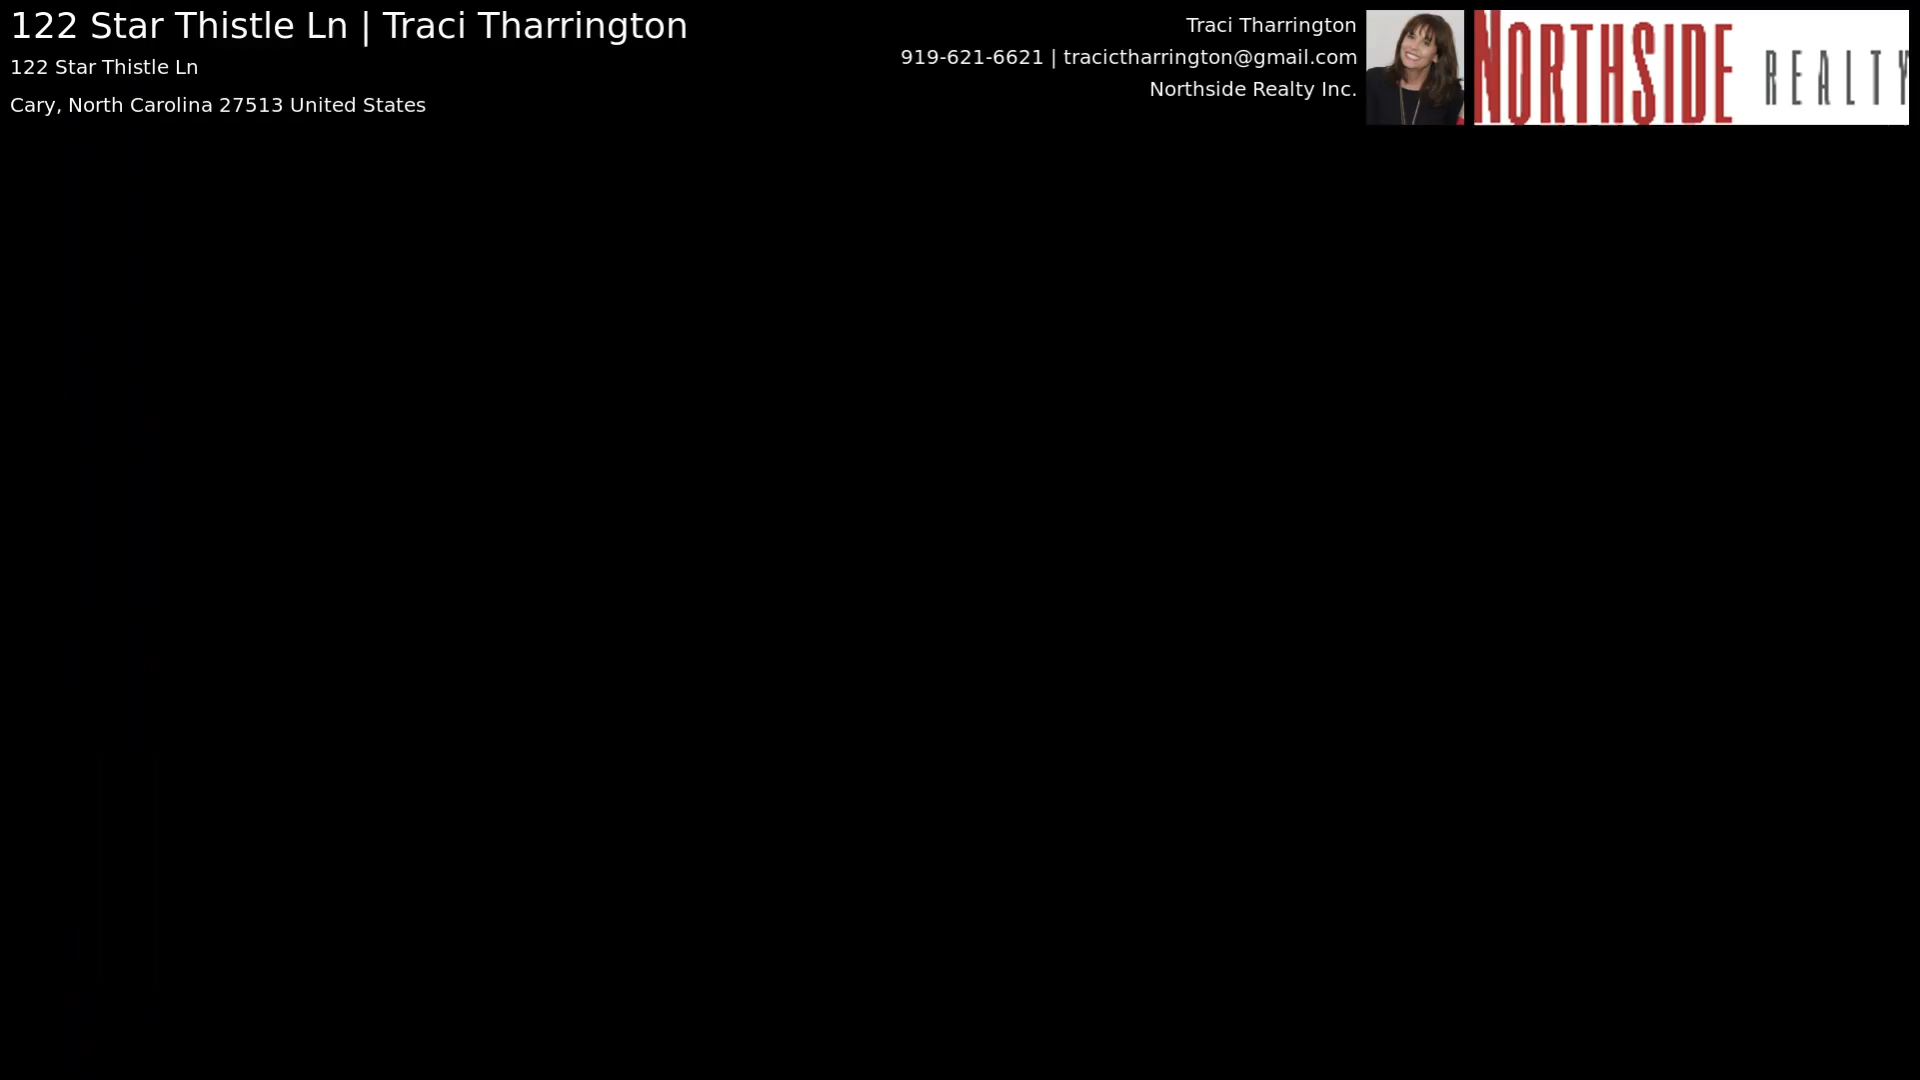 122 Star Thistle Ln | Traci Tharrington
122 Star Thistle Ln
Cary, North Carolina 27513 United States
Traci Tharrington
919-621-6621 | tracictharrington@gmail.com
Northside Realty Inc.
NORTHSIDE REALTY